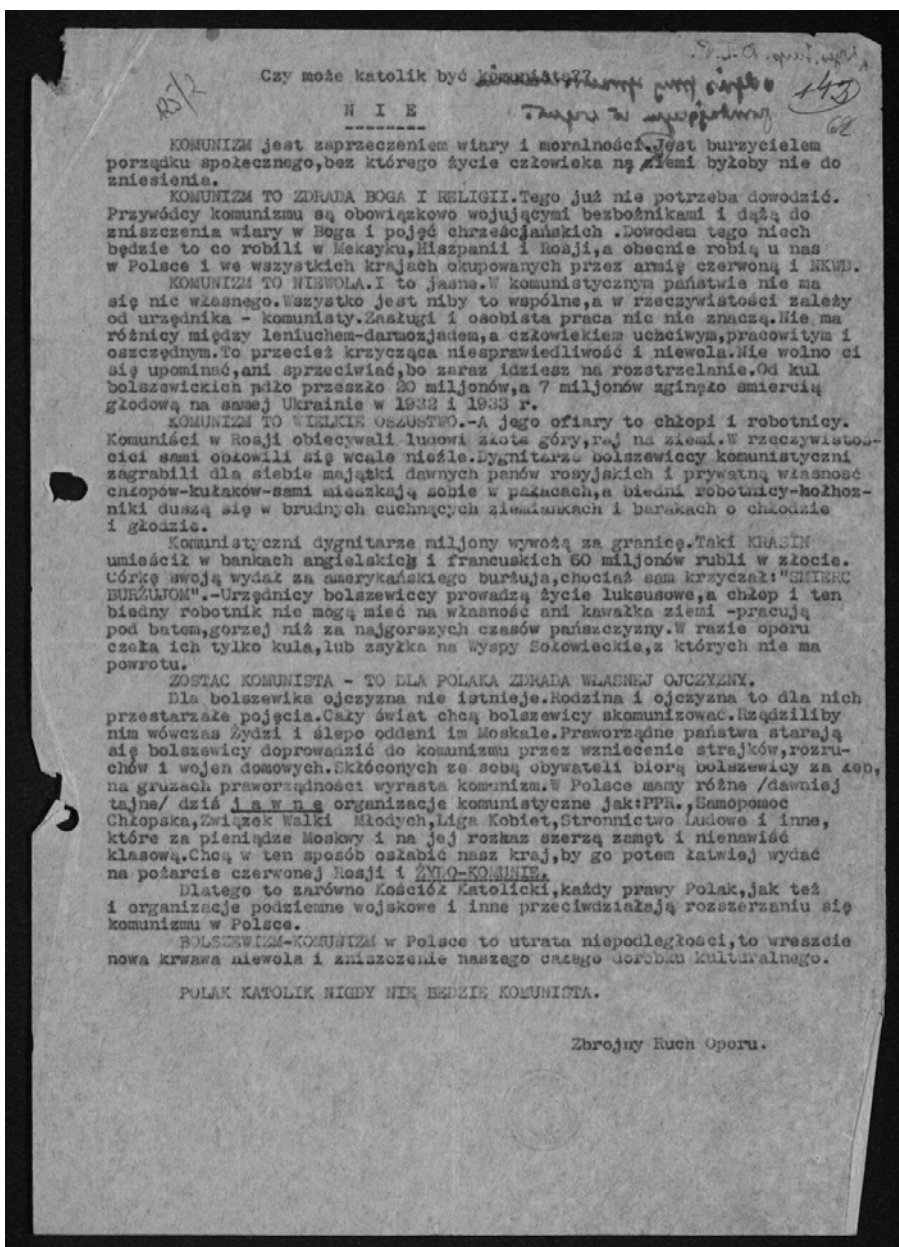 Czy może katolik być komunistą??
125/2
143
62
N I E
KOMUNIZM jest zaprzeczeniem wiary i moralności.Jest burzycielem
porządku społecznego,bez którego życie człowieka na ziemi byłoby nie do
zniesienia.
KOMUNIZM TO ZDRADA BOGA I RELIGII.Tego już nie potrzeba dowodzić.
Przywódcy komunizmu są obowiązkowo wojującymi bezbożnikami i dążą do
zniszczenia wiary w Boga i pojęć chrześcjańskich .Dowodem tego niech
będzie to co robili w Meksyku,Hiszpanii i Rosji,a obecnie robią u nas
w Polsce i we wszystkich krajach okupowanych przez armię czerwoną i NKWD.
KOMUNIZM TO NIEWOLA.I to jasne.W komunistycznym państwie nie ma
się nic własnego.Wszystko jest niby to wspólne,a w rzeczywistości zależy
od urzędnika - komunisty.Zasługi i osobista praca nic nie znaczą.Nie ma
różnicy między leniuchem-darmozjadem,a człowiekiem uchciwym,pracowitym i
oszczędnym.To przecież krzycząca niesprawiedliwość i niewola.Nie wolno ci
się upominać,ani sprzeciwiać,bo zaraz idziesz na rozstrzelanie.Od kul
bolszewickich pdło przeszło 20 miljonów,a 7 miljonów zginęło smiercią
głodową na samej Ukrainie w 1932 i 1933 r.
KOMUNIZM TO WIELKIE OSZUSTWO.-A jego ofiary to chłopi i robotnicy.
Komuniści w Rosji obiecywali ludowi złote góry,raj na ziemi.W rzeczywistoś-
cici sami obłowili się wcale nieźle.Dygnitarze bolszewiccy komunistyczni
zagrabili dla siebie majątki dawnych panów rosyjskich i prywatną własność
chłopów-kułaków-sami mieszkają sobie w pałacach,a biedni robotnicy-hołhoz-
niki duszą się w brudnych cuchnących ziemiankach i barakach o chłodzie
i głodzie.
Komunistyczni dygnitarze miljony wywożą za granicę.Taki KRASIN
umieścił w bankach angielskich i francuskich 60 miljonów rubli w złocie.
Córkę swoją wydał za amerykańskiego burżuja,chociaż sam krzyczał:"SMIERC
BURŻUJOM".-Urzędnicy bolszewiccy prowadzą życie luksusowe,a chłop i ten
biedny robotnik nie mogą mieć na własność ani kawałka ziemi -pracują
pod batem,gorzej niż za najgorszych czasów pańszczyzny.W razie oporu
czeka ich tylko kula,lub zsyłka na Wyspy Sołowieckie,z których nie ma
powrotu.
ZOSTAC KOMUNISTA - TO DLA POLAKA ZDRADA WŁASNEJ OJCZYZNY.
Dla bolszewika ojczyzna nie istnieje.Rodzina i ojczyzna to dla nich
przestarzałe pojęcia.Cały świat chcą bolszewicy skomunizować.Rządziliby
nim wówczas Żydzi i ślepo oddani im Moskale.Praworządne państwa starają
się bolszewicy doprowadzić do komunizmu przez wzniecenie strajków,rozru-
chów i wojen domowych.Skłóconych ze sobą obywateli biorą bolszewicy za łeb,
na gruzach praworządności wyrasta komunizm.W Polsce mamy różne /dawniej
tajne/ dziś j a w n e organizacje komunistyczne jak:PPR.,Samopomoc
Chłopska,Związek Walki Młodych,Liga Kobiet,Stronnictwo Ludowe i inne,
które za pieniądze Moskwy i na jej rozkaz szerzą zamęt i nienawiść
klasową.Chcą w ten sposób osłabić nasz kraj,by go potem łatwiej wydać
na pożarcie czerwonej Rosji i ŻYDO-KOMUNIE.
Dlatego to zarówno Kościół Katolicki,każdy prawy Polak,jak też
i organizacje podziemne wojskowe i inne przeciwdziałają rozszerzaniu się
komunizmu w Polsce.
BOLSZEWIZM-KOMUNIZM w Polsce to utrata niepodległości,to wreszcie
nowa krwawa niewola i zniszczenie naszego całego dorobku kulturalnego.
POLAK KATOLIK NIGDY NIE BĘDZIE KOMUNISTA.
Zbrojny Ruch Oporu.